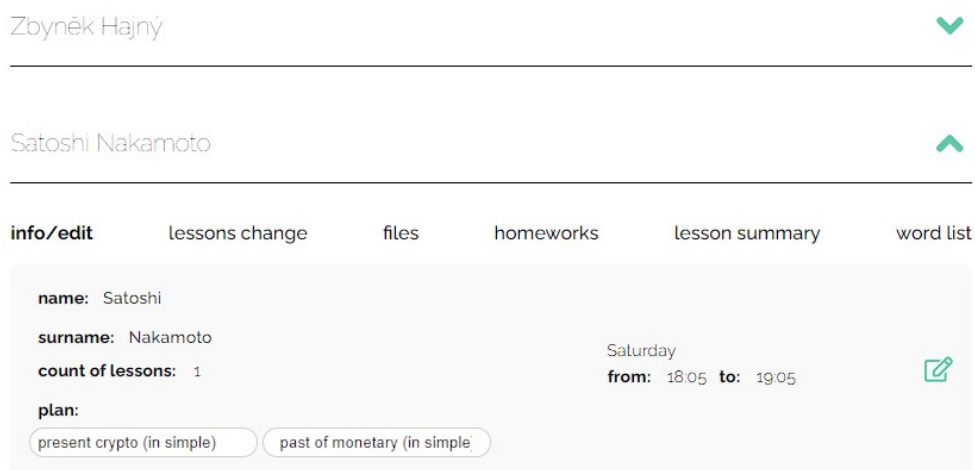 Zbyněk Hajný
Satoshi Nakamoto
info/edit lessons change files homeworks lesson summary word list
name: Satoshi
surname: Nakamoto
count of lessons: 1
Saturday
from: 18:05 to: 19:05
plan:
present crypto (in simple) past of monetary (in simple